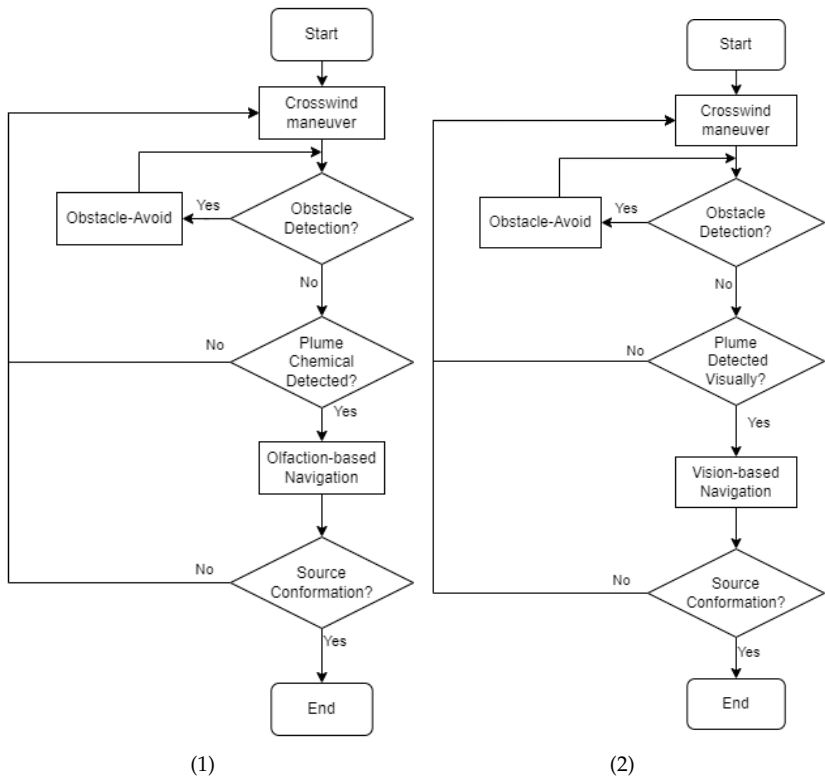 Start
Crosswind
maneuver
Obstacle-Avoid
Yes
Obstacle
Detection?
No
No
Plume
Chemical
Detected?
Yes
Olfaction-based
Navigation
No
Source
Conformation?
Yes
End
(1)
Start
Crosswind
maneuver
Obstacle-Avoid
Yes
Obstacle
Detection?
No
No
Plume
Detected
Visually?
Yes
Vision-based
Navigation
No
Source
Conformation?
Yes
End
(2)